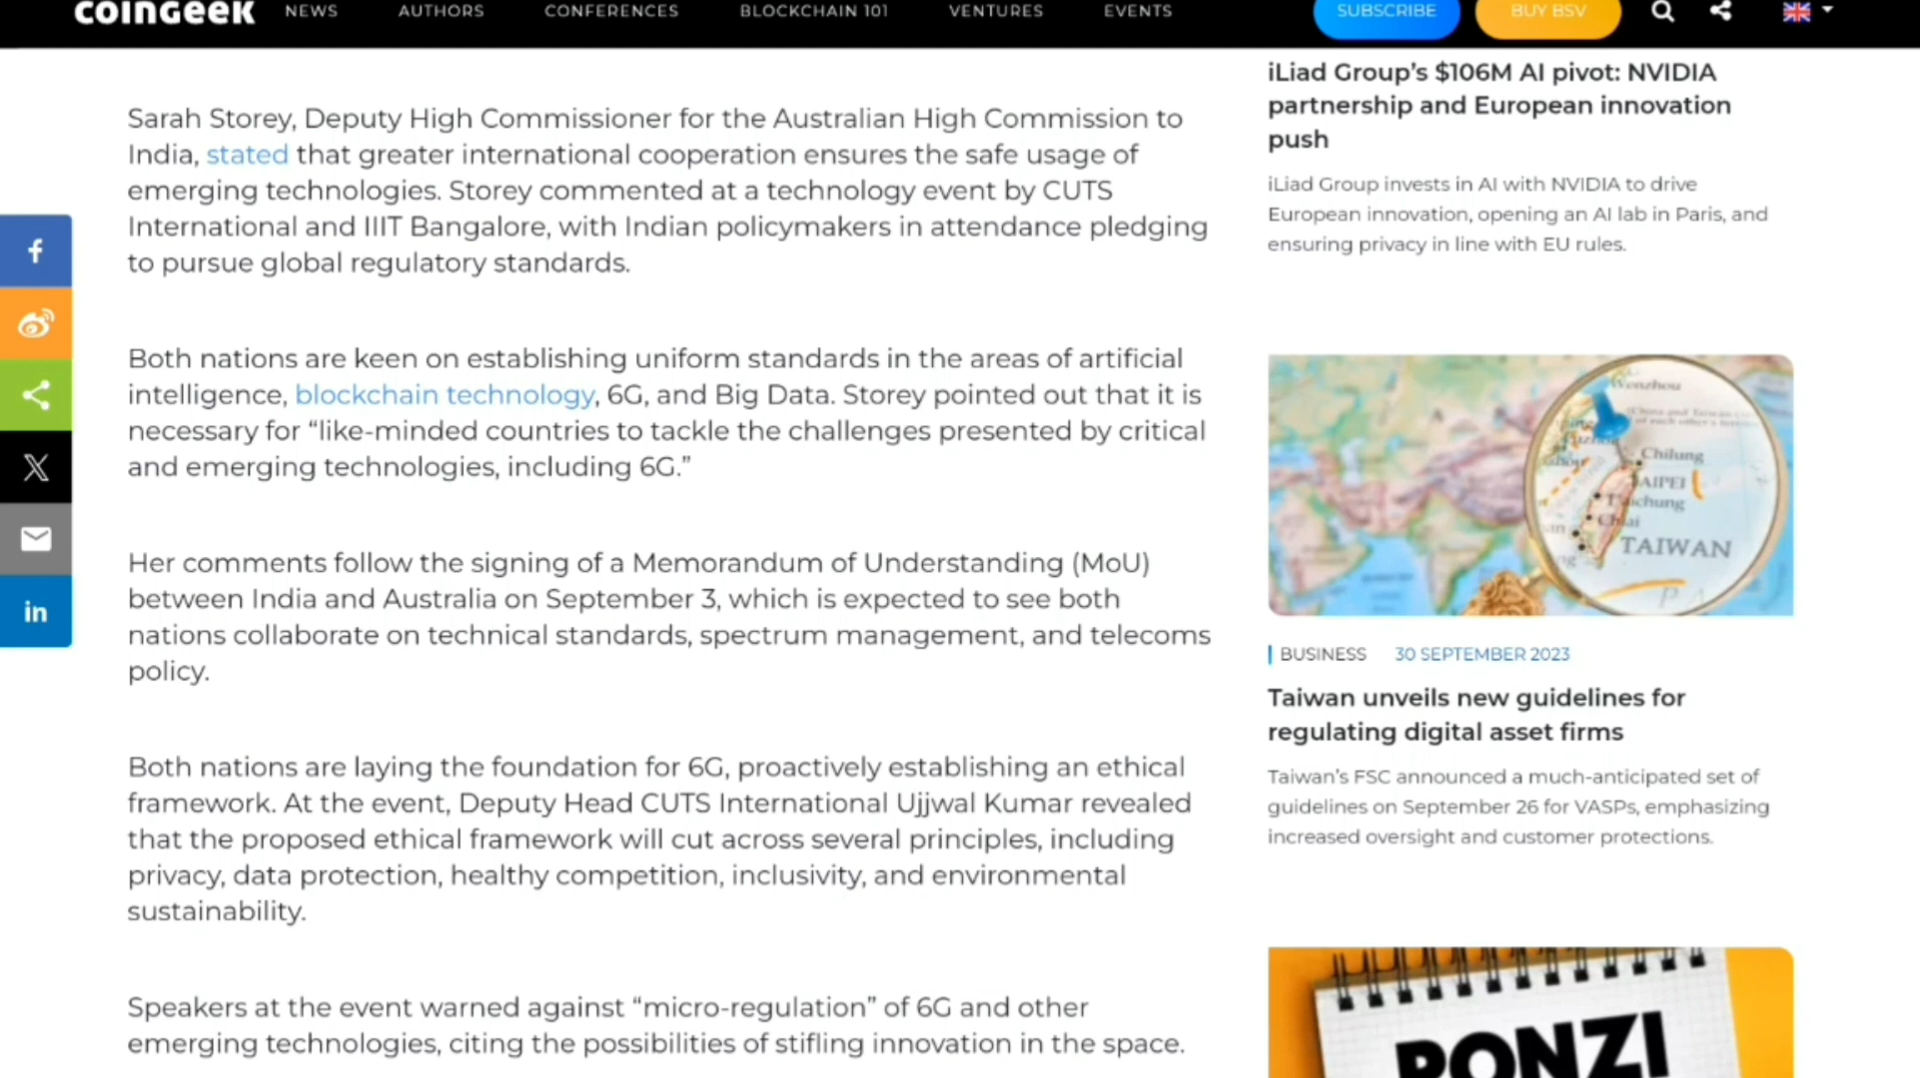 coingeek
NEWS
AUTHORS
CONFERENCES
BLOCKCHAIN 101
VENTURES
EVENTS
SUBSCRIBE
BUY BSV
Sarah Storey, Deputy High Commissioner for the Australian High Commission to
India, stated that greater international cooperation ensures the safe usage of
emerging technologies. Storey commented at a technology event by CUTS
International and IIIT Bangalore, with Indian policymakers in attendance pledging
to pursue global regulatory standards.
Both nations are keen on establishing uniform standards in the areas of artificial
intelligence, blockchain technology, 6G, and Big Data. Storey pointed out that it is
necessary for “like-minded countries to tackle the challenges presented by critical
and emerging technologies, including 6G.”
Her comments follow the signing of a Memorandum of Understanding (MoU)
between India and Australia on September 3, which is expected to see both
nations collaborate on technical standards, spectrum management, and telecoms
policy.
Both nations are laying the foundation for 6G, proactively establishing an ethical
framework. At the event, Deputy Head CUTS International Ujjwal Kumar revealed
that the proposed ethical framework will cut across several principles, including
privacy, data protection, healthy competition, inclusivity, and environmental
sustainability.
Speakers at the event warned against “micro-regulation” of 6G and other
emerging technologies, citing the possibilities of stifling innovation in the space.
iLiad Group’s $106M AI pivot: NVIDIA
partnership and European innovation
push
iLiad Group invests in AI with NVIDIA to drive
European innovation, opening an AI lab in Paris, and
ensuring privacy in line with EU rules.
Wenzhou
Chilung
TAIWAN
BUSINESS 30 SEPTEMBER 2023
Taiwan unveils new guidelines for
regulating digital asset firms
Taiwan’s FSC announced a much-anticipated set of
guidelines on September 26 for VASPs, emphasizing
increased oversight and customer protections.
PONZI